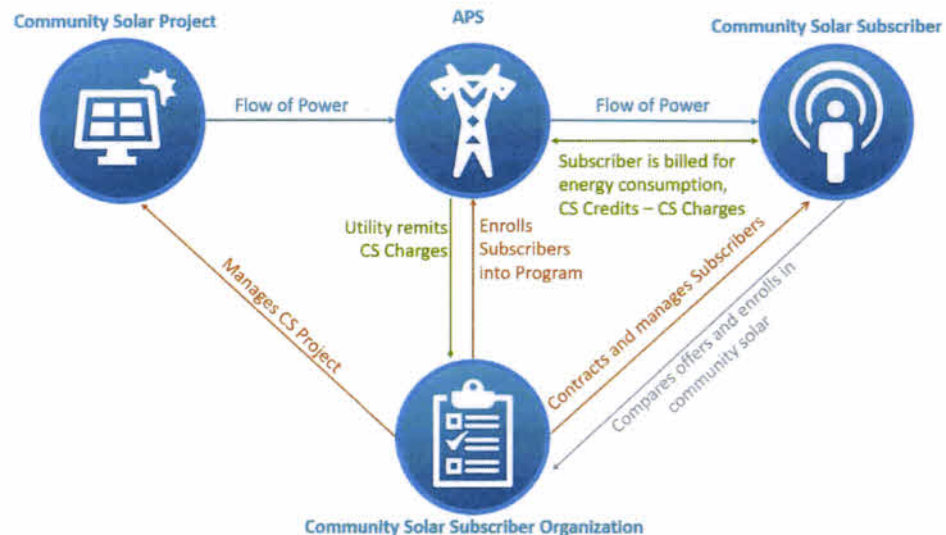 Community Solar Project
APS
Community Solar Subscriber
Flow of Power
Flow of Power
Subscriber is billed for
energy consumption,
CS Credits – CS Charges
Utility remits
CS Charges
Enrolls
Subscribers
into Program
Manages CS Project
Contracts and manages Subscribers
Compares offers and enrolls in
community solar
Community Solar Subscriber Organization